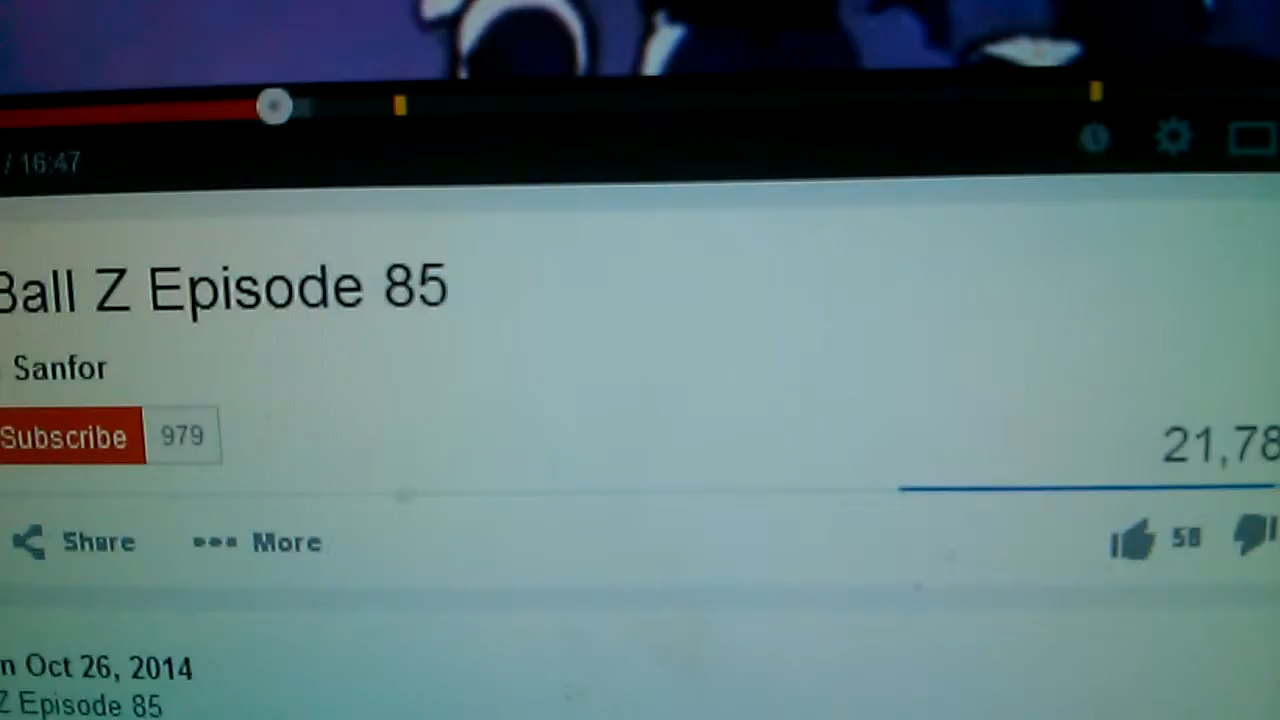 / 16:47
Ball Z Episode 85
Sanfor
Subscribe 979
21,78
Share ••• More
58
n Oct 26, 2014
Z Episode 85